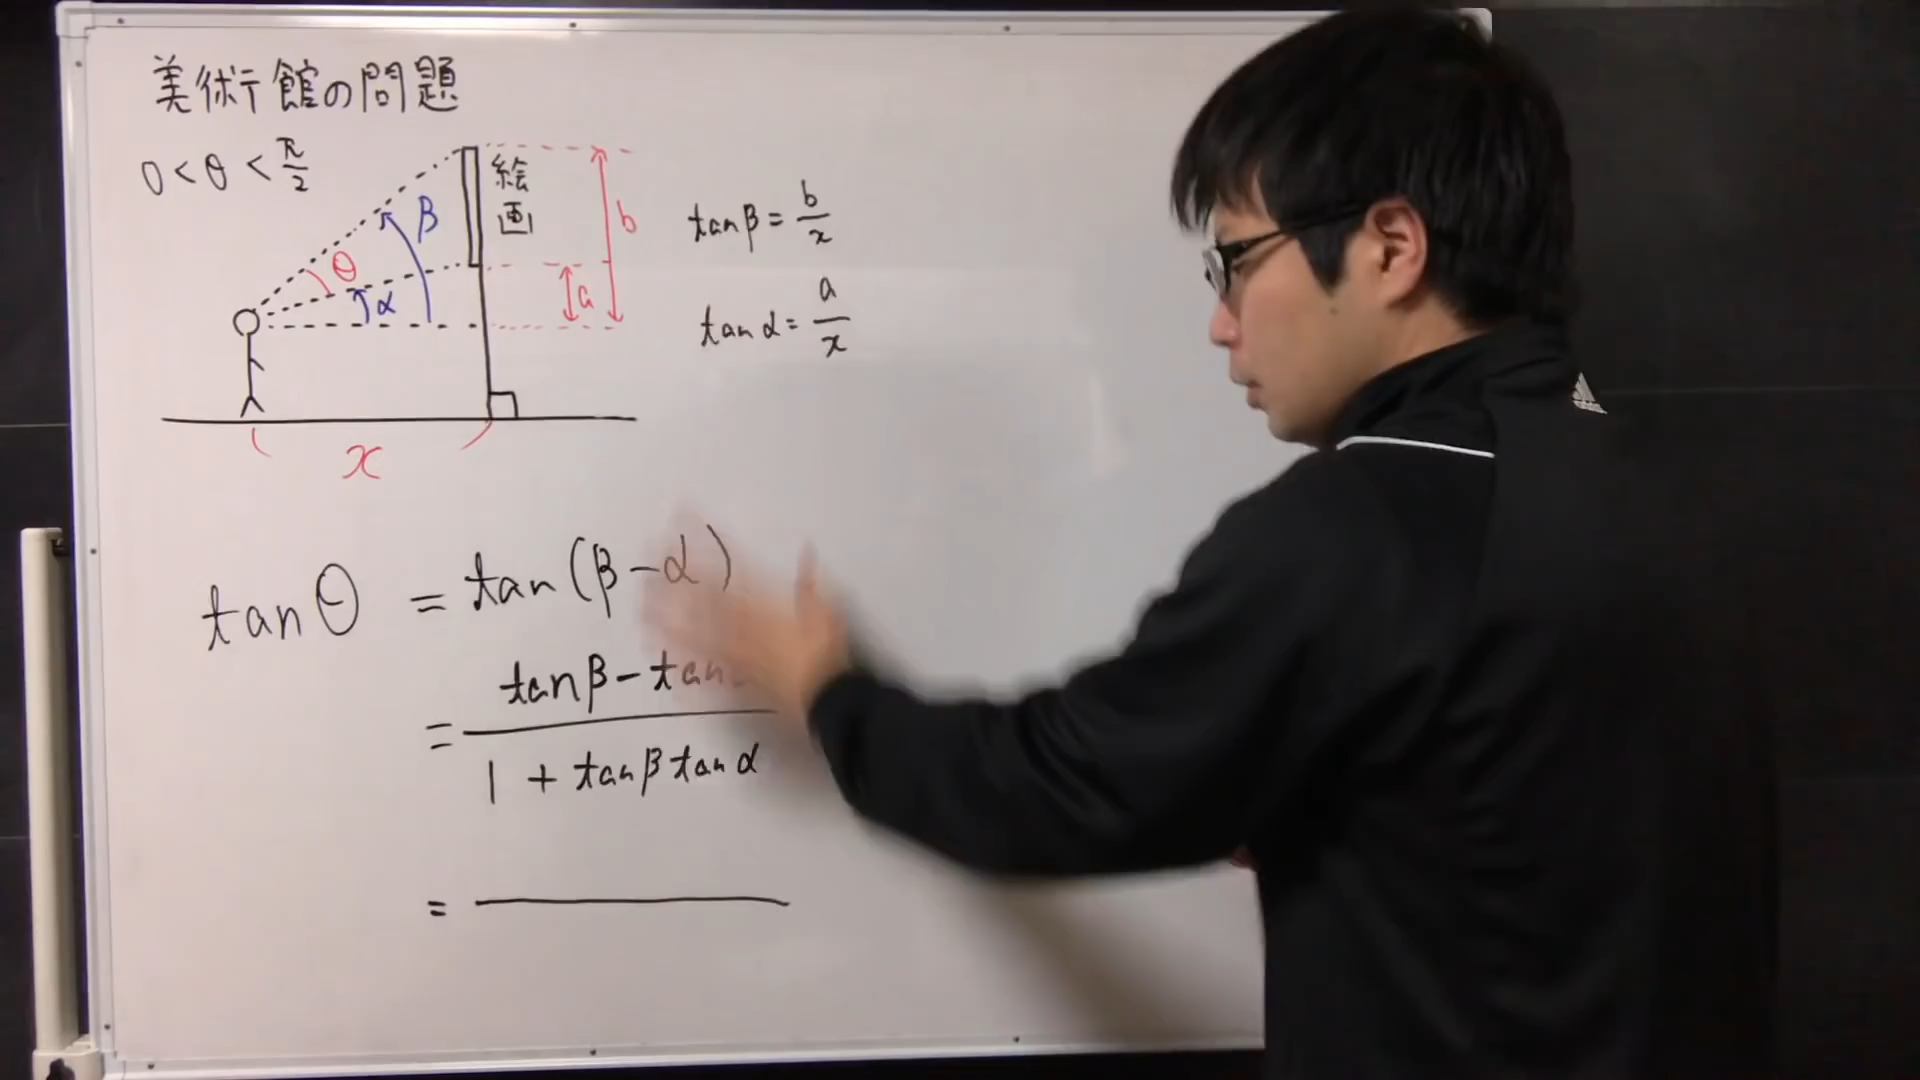 美術館の問題
0 < θ < π/2
絵画
β
θ
α
a
b
x
tanβ = b/x
tanα = a/x
tanθ = tan(β-α)
= tanβ - tan / 1 + tanβ tanα
=